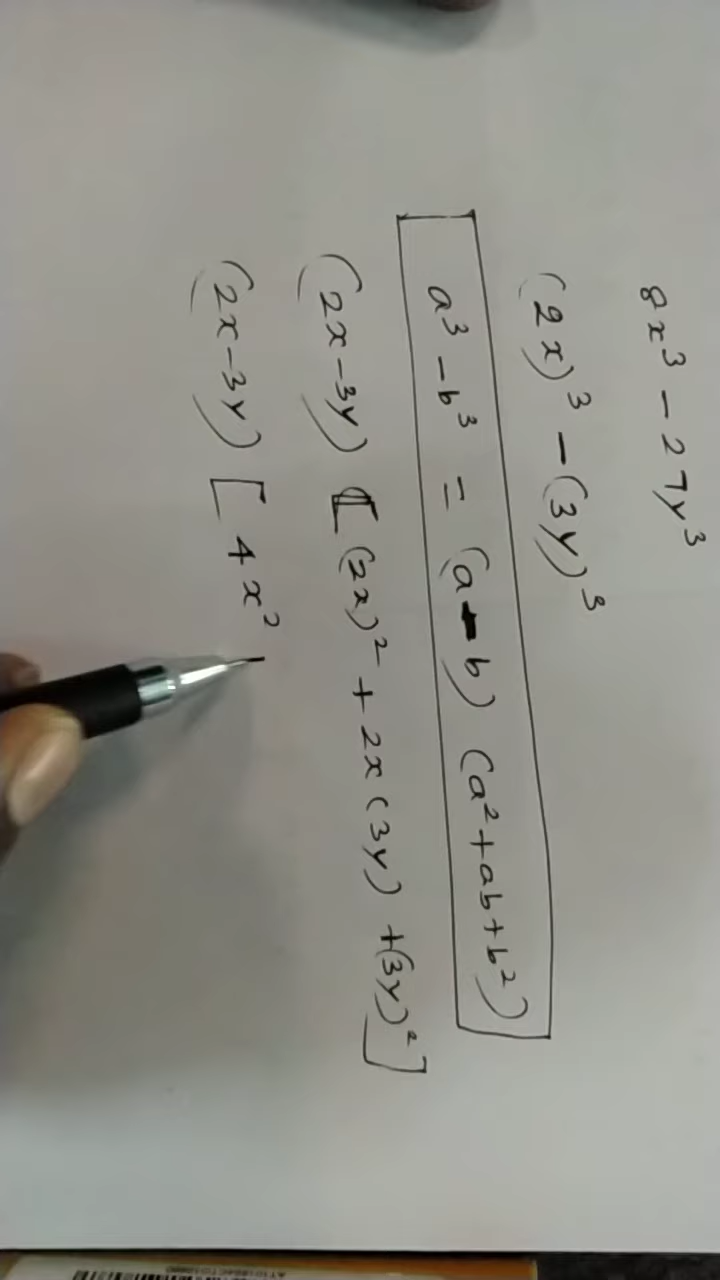 8x³ - 27y³
(2x)³ - (3y)³
a³ - b³ = (a - b) (a² + ab + b²)
(2x - 3y) [(2x)² + 2x(3y) + (3y)²]
(2x - 3y) [4x²